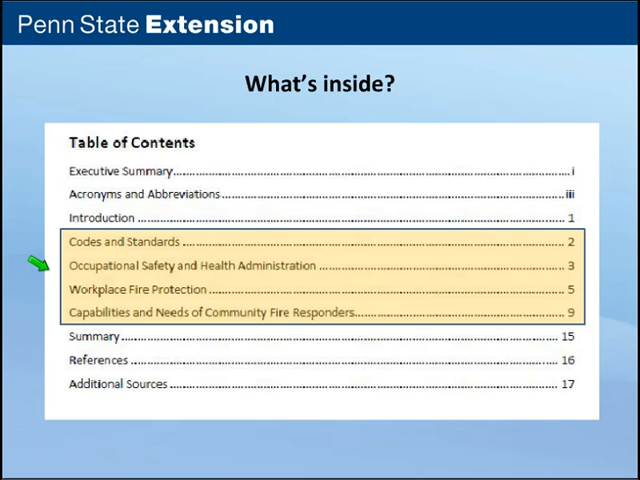 Penn State Extension
What's inside?
Table of Contents
Executive Summary i
Acronyms and Abbreviations iii
Introduction 1
Codes and Standards 2
Occupational Safety and Health Administration 3
Workplace Fire Protection 5
Capabilities and Needs of Community Fire Responders 9
Summary 15
References 16
Additional Sources 17